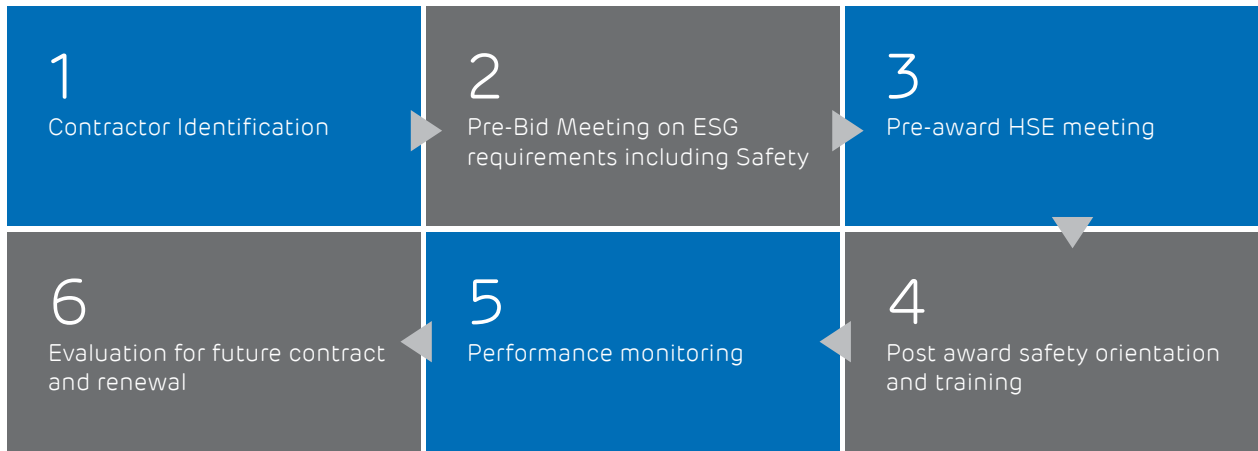 1
Contractor Identification
2
Pre-Bid Meeting on ESG
requirements including Safety
3
Pre-award HSE meeting
4
Post award safety orientation
and training
5
Performance monitoring
6
Evaluation for future contract
and renewal